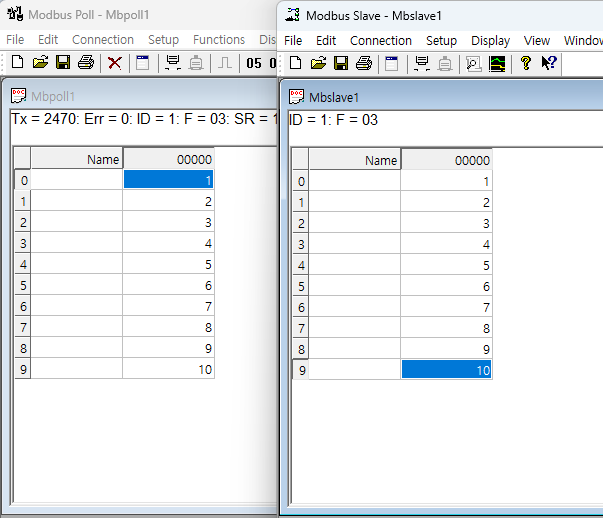 Modbus Poll - Mbpoll1
File Edit Connection Setup Functions Dis
05
Mbpoll1
Tx = 2470: Err = 0: ID = 1: F = 03: SR = 1
Name 00000
0 1
1 2
2 3
3 4
4 5
5 6
6 7
7 8
8 9
9 10
Modbus Slave - Mbslave1
File Edit Connection Setup Display View Window
Mbslave1
ID = 1: F = 03
Name 00000
0 1
1 2
2 3
3 4
4 5
5 6
6 7
7 8
8 9
9 10